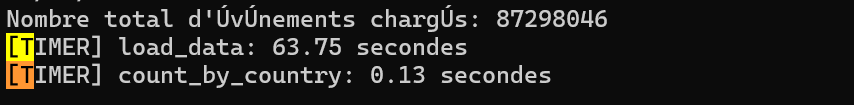 Nombre total d'ÚvÚnements chargÚs: 87298046
[TIMER] load_data: 63.75 secondes
[TIMER] count_by_country: 0.13 secondes